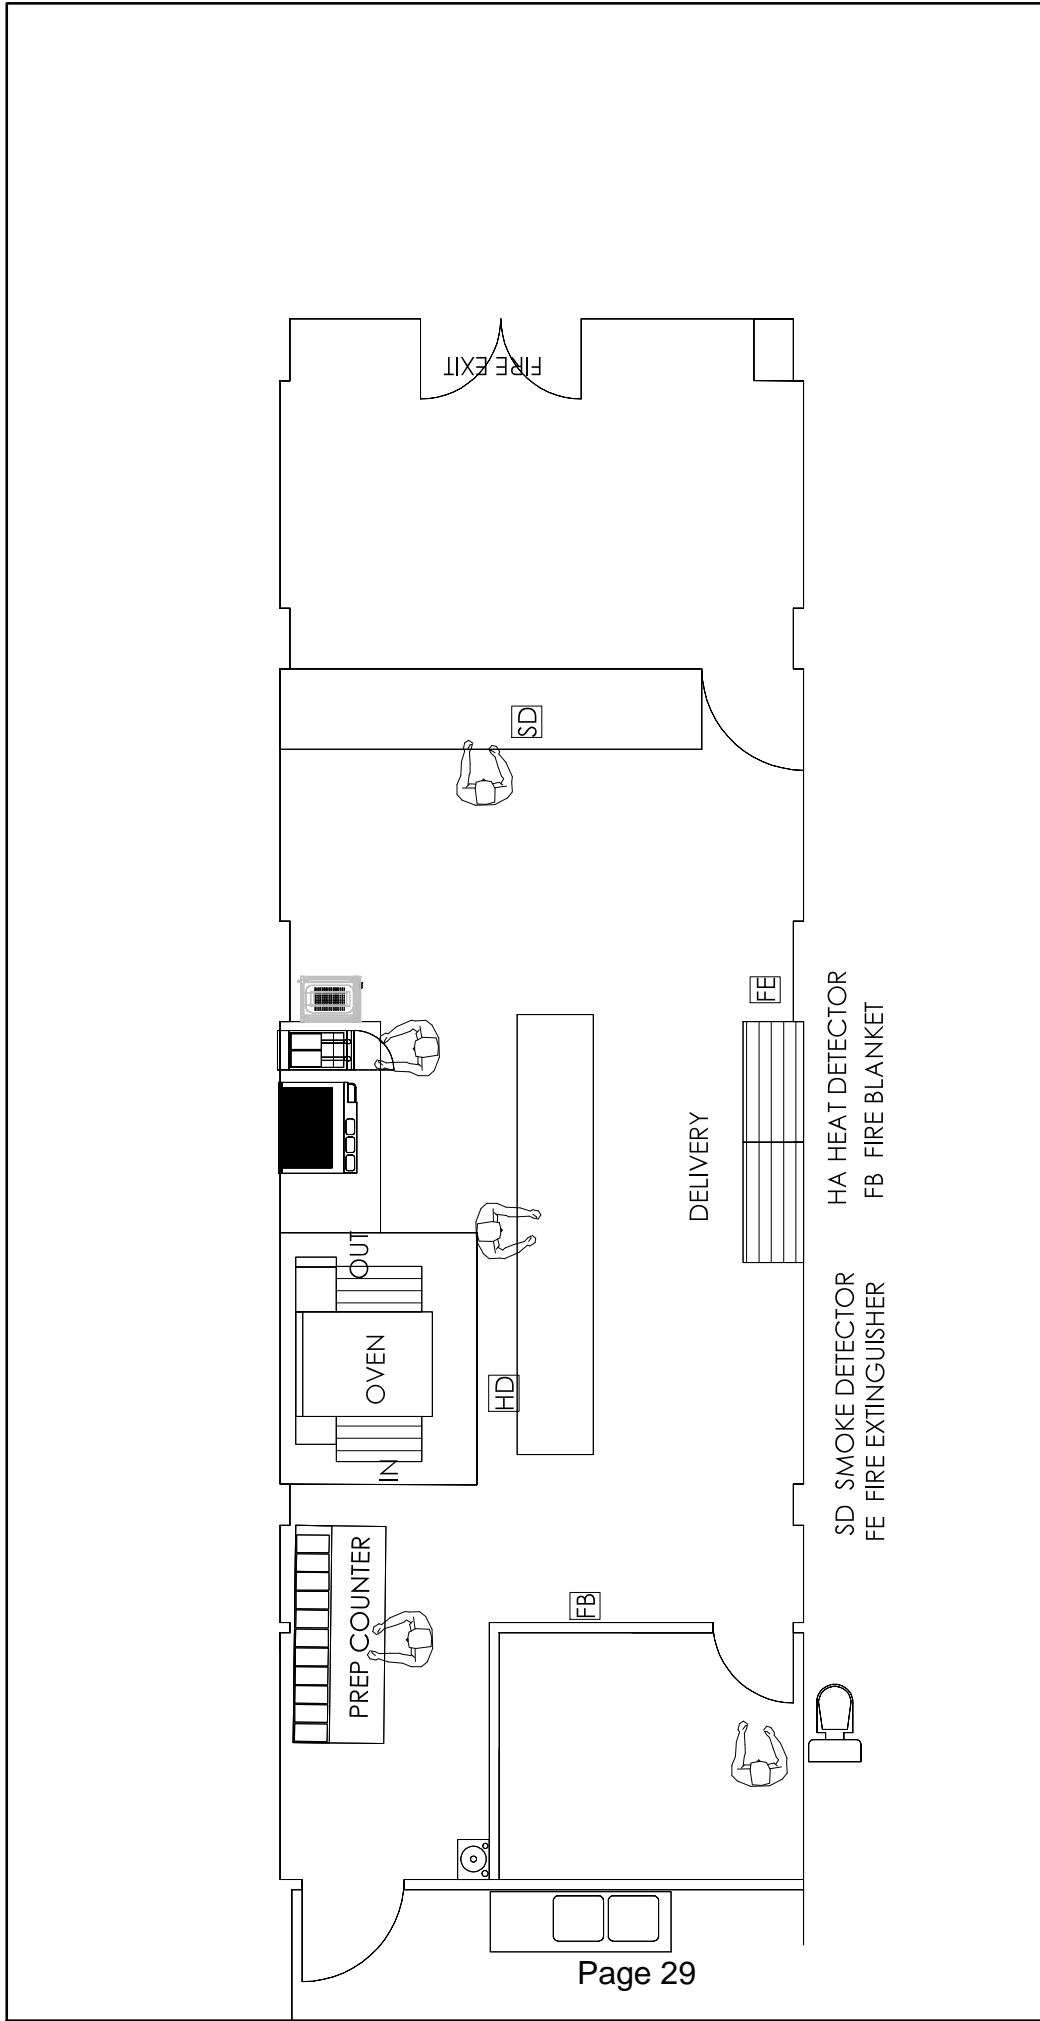 FIRE EXIT
SD
FE
DELIVERY
OUT
OVEN
HD
IN
PREP COUNTER
FB
HA HEAT DETECTOR
FB FIRE BLANKET
SD SMOKE DETECTOR
FE FIRE EXTINGUISHER
Page 29